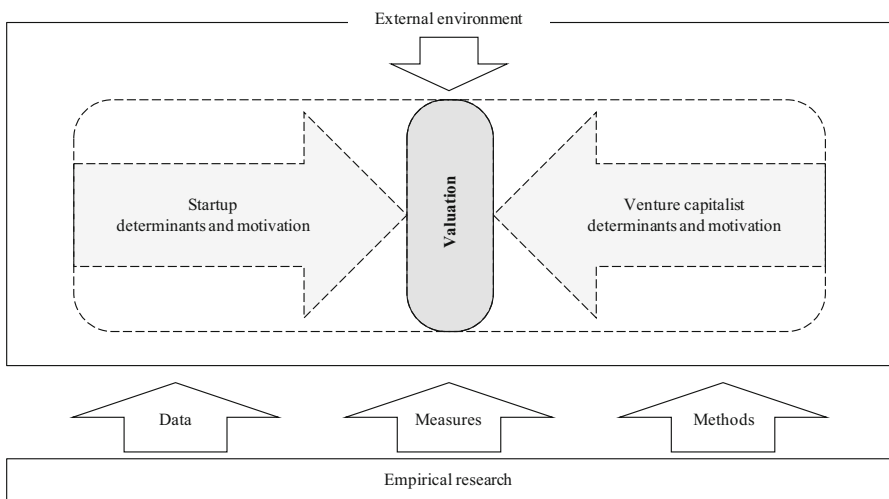 External environment
Startup
determinants and motivation
Valuation
Venture capitalist
determinants and motivation
Data
Measures
Methods
Empirical research